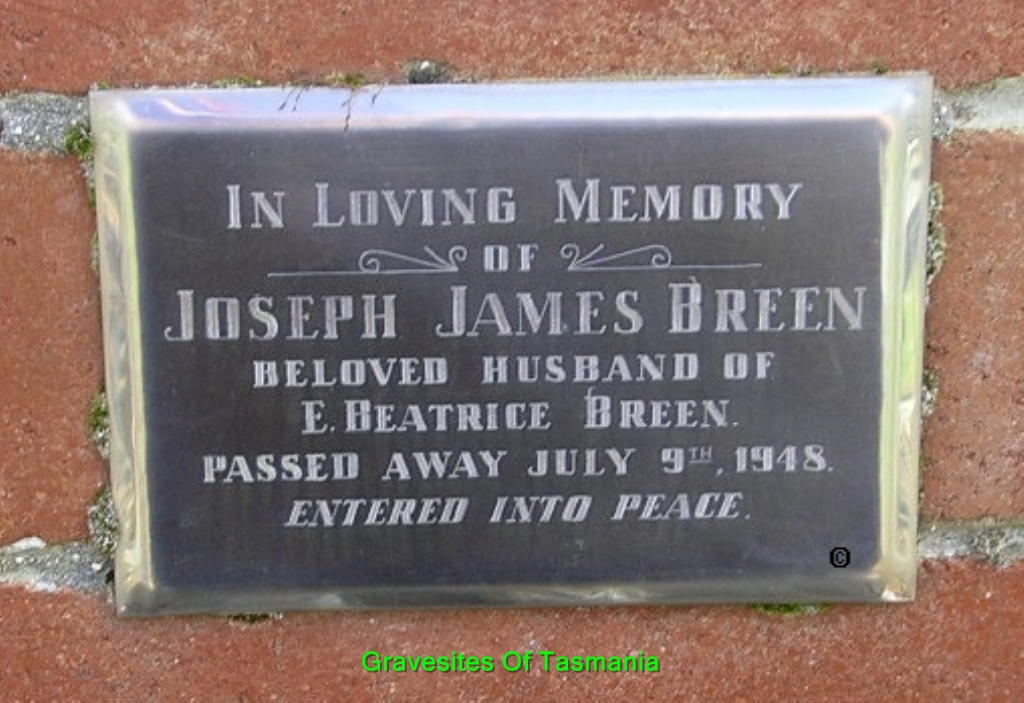 IN LOVING MEMORY
OF
JOSEPH JAMES BREEN
BELOVED HUSBAND OF
E. BEATRICE BREEN.
PASSED AWAY JULY 9TH, 1948.
ENTERED INTO PEACE.
©
Gravesites Of Tasmania